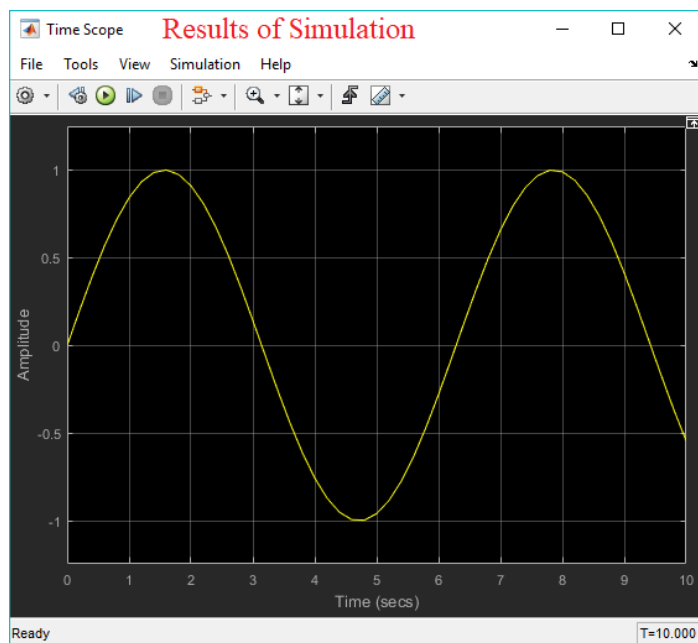 Time Scope
Results of Simulation
File Tools View Simulation Help
1
0.5
0
-0.5
-1
Amplitude
0 1 2 3 4 5 6 7 8 9 10
Time (secs)
Ready
T=10.000